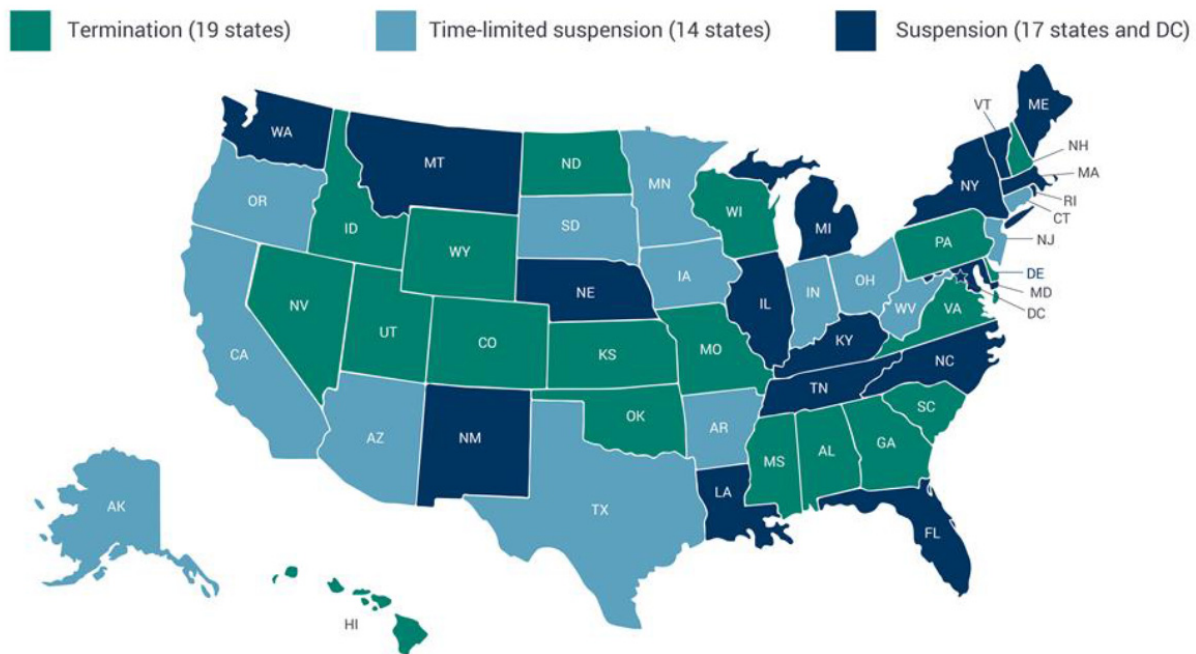 Termination (19 states)
Time-limited suspension (14 states)
Suspension (17 states and DC)
ME
VT
WA
NH
MT
ND
MA
MN
NY
OR
RI
WI
CT
ID
SD
MI
PA
NJ
WY
IA
DE
NE
OH
MD
IN
NV
IL
WV
VA
DC
UT
CO
KY
CA
KS
MO
NC
TN
OK
SC
AZ
NM
AR
MS
AL
GA
LA
AK
TX
FL
HI